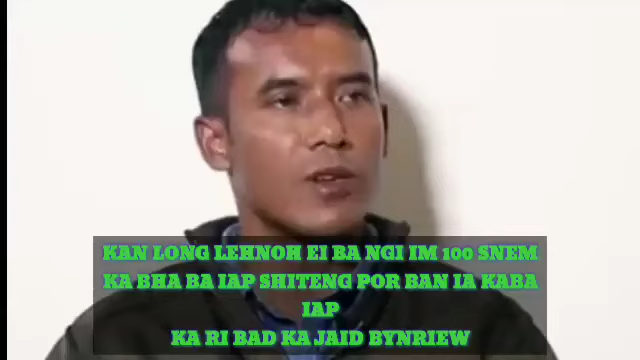 KAN LONG LEHNOH EI BA NGI IM 100 SNEM
KA BHA BA IAP SHITENG POR BAN IA KABA
IAP
KA RI BAD KA JAID BYNRIEW